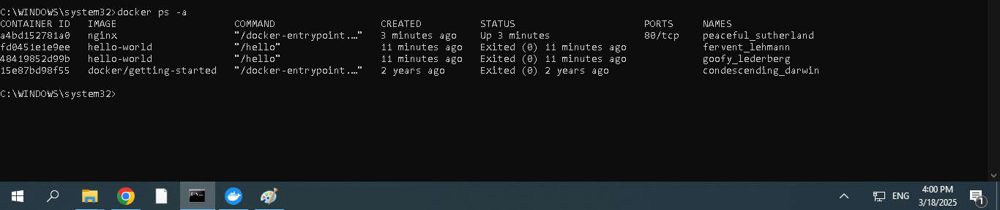 C:\WINDOWS\system32>docker ps -a
CONTAINER ID   IMAGE                    COMMAND                  CREATED          STATUS                      PORTS     NAMES
a4bd152781a0   nginx                    "/docker-entrypoint.…"   3 minutes ago    Up 3 minutes                80/tcp    peaceful_sutherland
fd0451e1e9ee   hello-world              "/hello"                 11 minutes ago   Exited (0) 11 minutes ago             fervent_lehmann
48419852d99b   hello-world              "/hello"                 11 minutes ago   Exited (0) 11 minutes ago             goofy_lederberg
15e87bd98f55   docker/getting-started   "/docker-entrypoint.…"   2 years ago      Exited (0) 2 years ago                condescending_darwin
C:\WINDOWS\system32>
C:\_
ENG
4:00 PM
3/18/2025
1